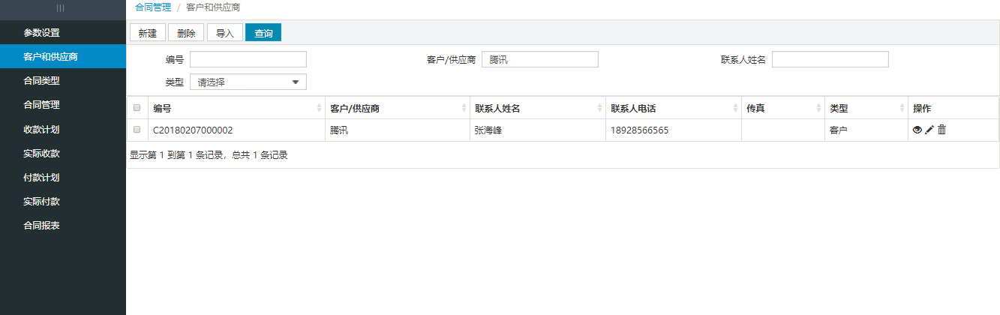 合同管理 / 客户和供应商
参数设置
客户和供应商
合同类型
合同管理
收款计划
实际收款
付款计划
实际付款
合同报表
新建 删除 导入 查询
编号 客户/供应商 腾讯 联系人姓名
类型 请选择
编号 客户/供应商 联系人姓名 联系人电话 传真 类型 操作
C20180207000002 腾讯 张海峰 18928566565 客户
显示第 1 到第 1 条记录，总共 1 条记录